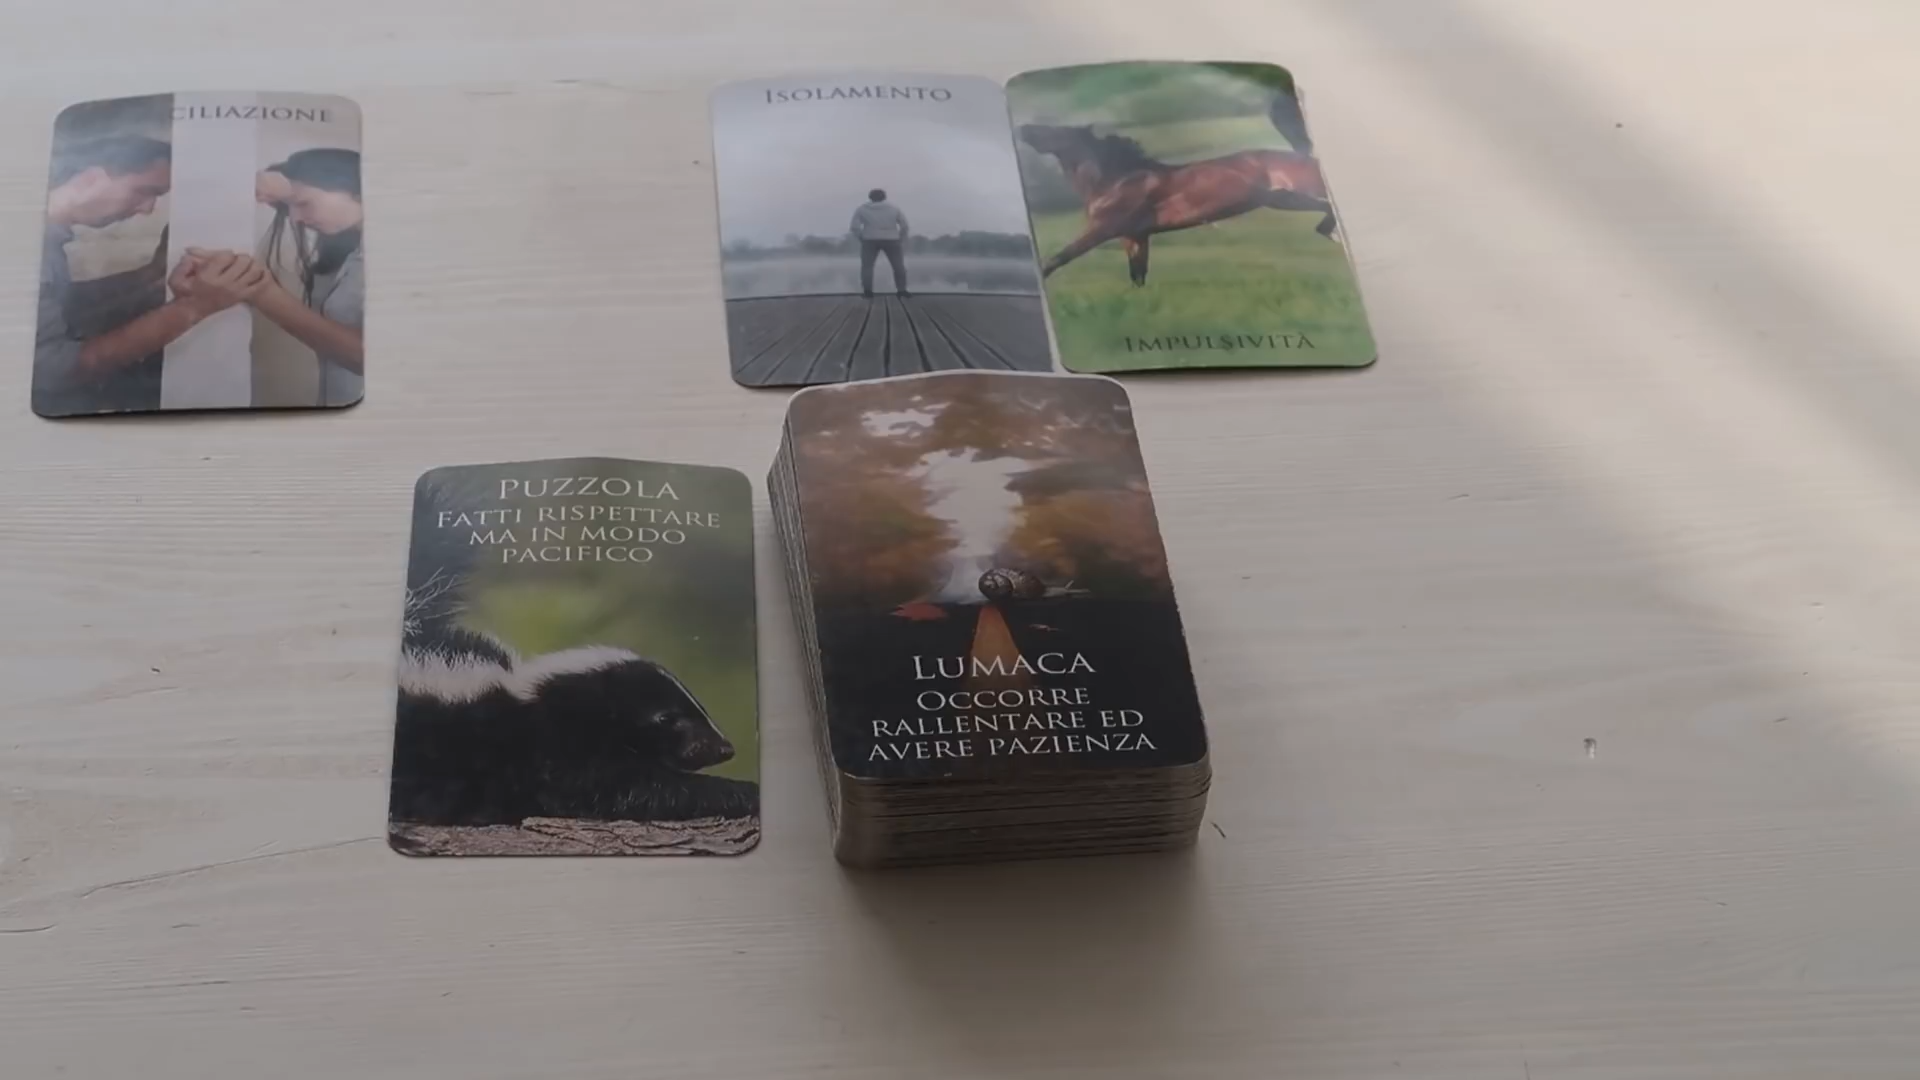 CILIAZIONE
ISOLAMENTO
IMPULSIVITÀ
PUZZOLA
FATTI RISPETTARE
MA IN MODO
PACIFICO
LUMACA
OCCORRE
RALLENTARE ED
AVERE PAZIENZA